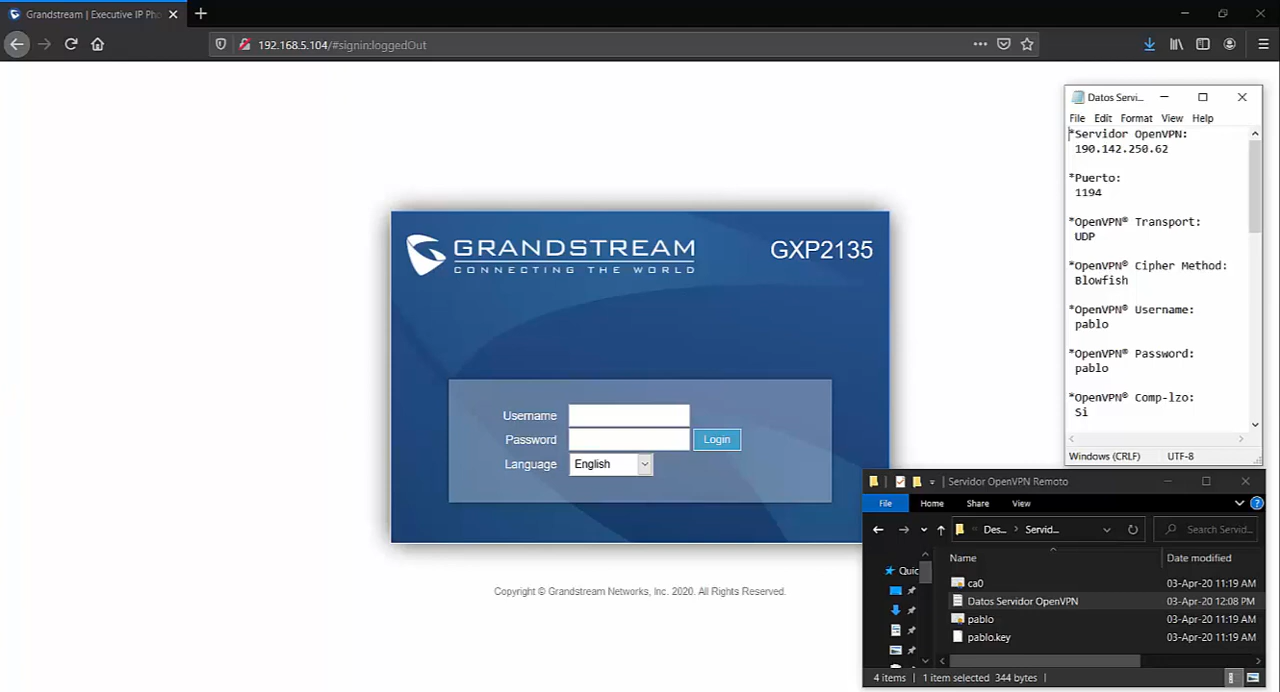 Grandstream | Executive IP Pho
192.168.5.104/#signin:loggedOut
GRANDSTREAM
CONNECTING THE WORLD
GXP2135
Username
Password
Login
Language
English
Copyright © Grandstream Networks, Inc. 2020. All Rights Reserved.
Datos Servi...
File Edit Format View Help
*Servidor OpenVPN:
190.142.250.62
*Puerto:
1194
*OpenVPN® Transport:
UDP
*OpenVPN® Cipher Method:
Blowfish
*OpenVPN® Username:
pablo
*OpenVPN® Password:
pablo
*OpenVPN® Comp-lzo:
Si
Windows (CRLF) UTF-8
Servidor OpenVPN Remoto
File Home Share View
Des... Servid... Search Servid...
Quic
Name Date modified
ca0 03-Apr-20 11:19 AM
Datos Servidor OpenVPN 03-Apr-20 12:08 PM
pablo 03-Apr-20 11:19 AM
pablo.key 03-Apr-20 11:19 AM
4 items 1 item selected 344 bytes